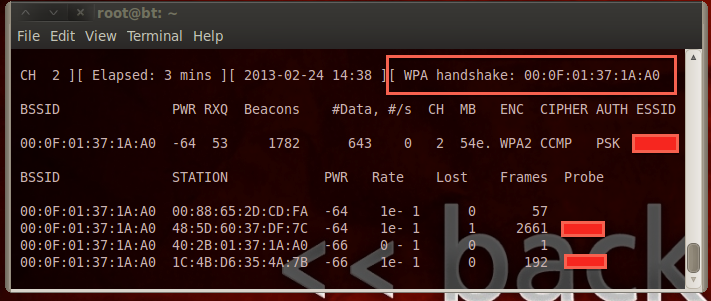 root@bt: ~
File Edit View Terminal Help
CH 2 ][ Elapsed: 3 mins ][ 2013-02-24 14:38 ][ WPA handshake: 00:0F:01:37:1A:A0
BSSID PWR RXQ Beacons #Data, #/s CH MB ENC CIPHER AUTH ESSID
00:0F:01:37:1A:A0 -64 53 1782 643 0 2 54e. WPA2 CCMP PSK
BSSID STATION PWR Rate Lost Frames Probe
00:0F:01:37:1A:A0 00:88:65:2D:CD:FA -64 1e- 1 0 57
00:0F:01:37:1A:A0 48:5D:60:37:DF:7C -64 1e- 1 1 2661
00:0F:01:37:1A:A0 40:2B:01:37:1A:A0 -66 0 - 1 0 1
00:0F:01:37:1A:A0 1C:4B:D6:35:4A:7B -66 1e- 1 0 192
<< back